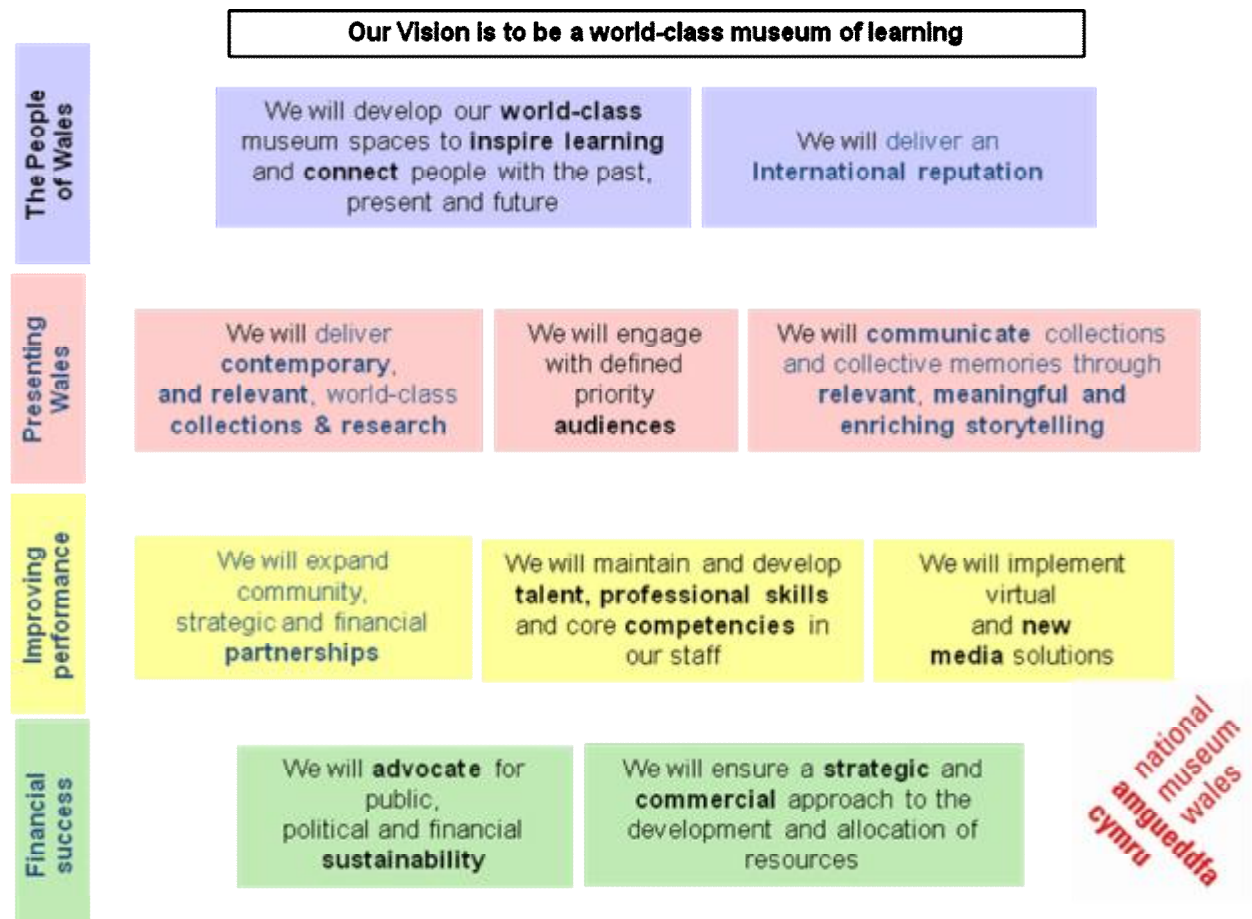 Our Vision is to be a world-class museum of learning
The People
of Wales
We will develop our world-class
museum spaces to inspire learning
and connect people with the past,
present and future
We will deliver an
International reputation
Presenting
Wales
We will deliver
contemporary,
and relevant, world-class
collections & research
We will engage
with defined
priority
audiences
We will communicate collections
and collective memories through
relevant, meaningful and
enriching storytelling
Improving
performance
We will expand
community,
strategic and financial
partnerships
We will maintain and develop
talent, professional skills
and core competencies in
our staff
We will implement
virtual
and new
media solutions
Financial
success
We will advocate for
public,
political and financial
sustainability
We will ensure a strategic and
commercial approach to the
development and allocation of
resources
national
museum
wales
amgueddfa
cymru